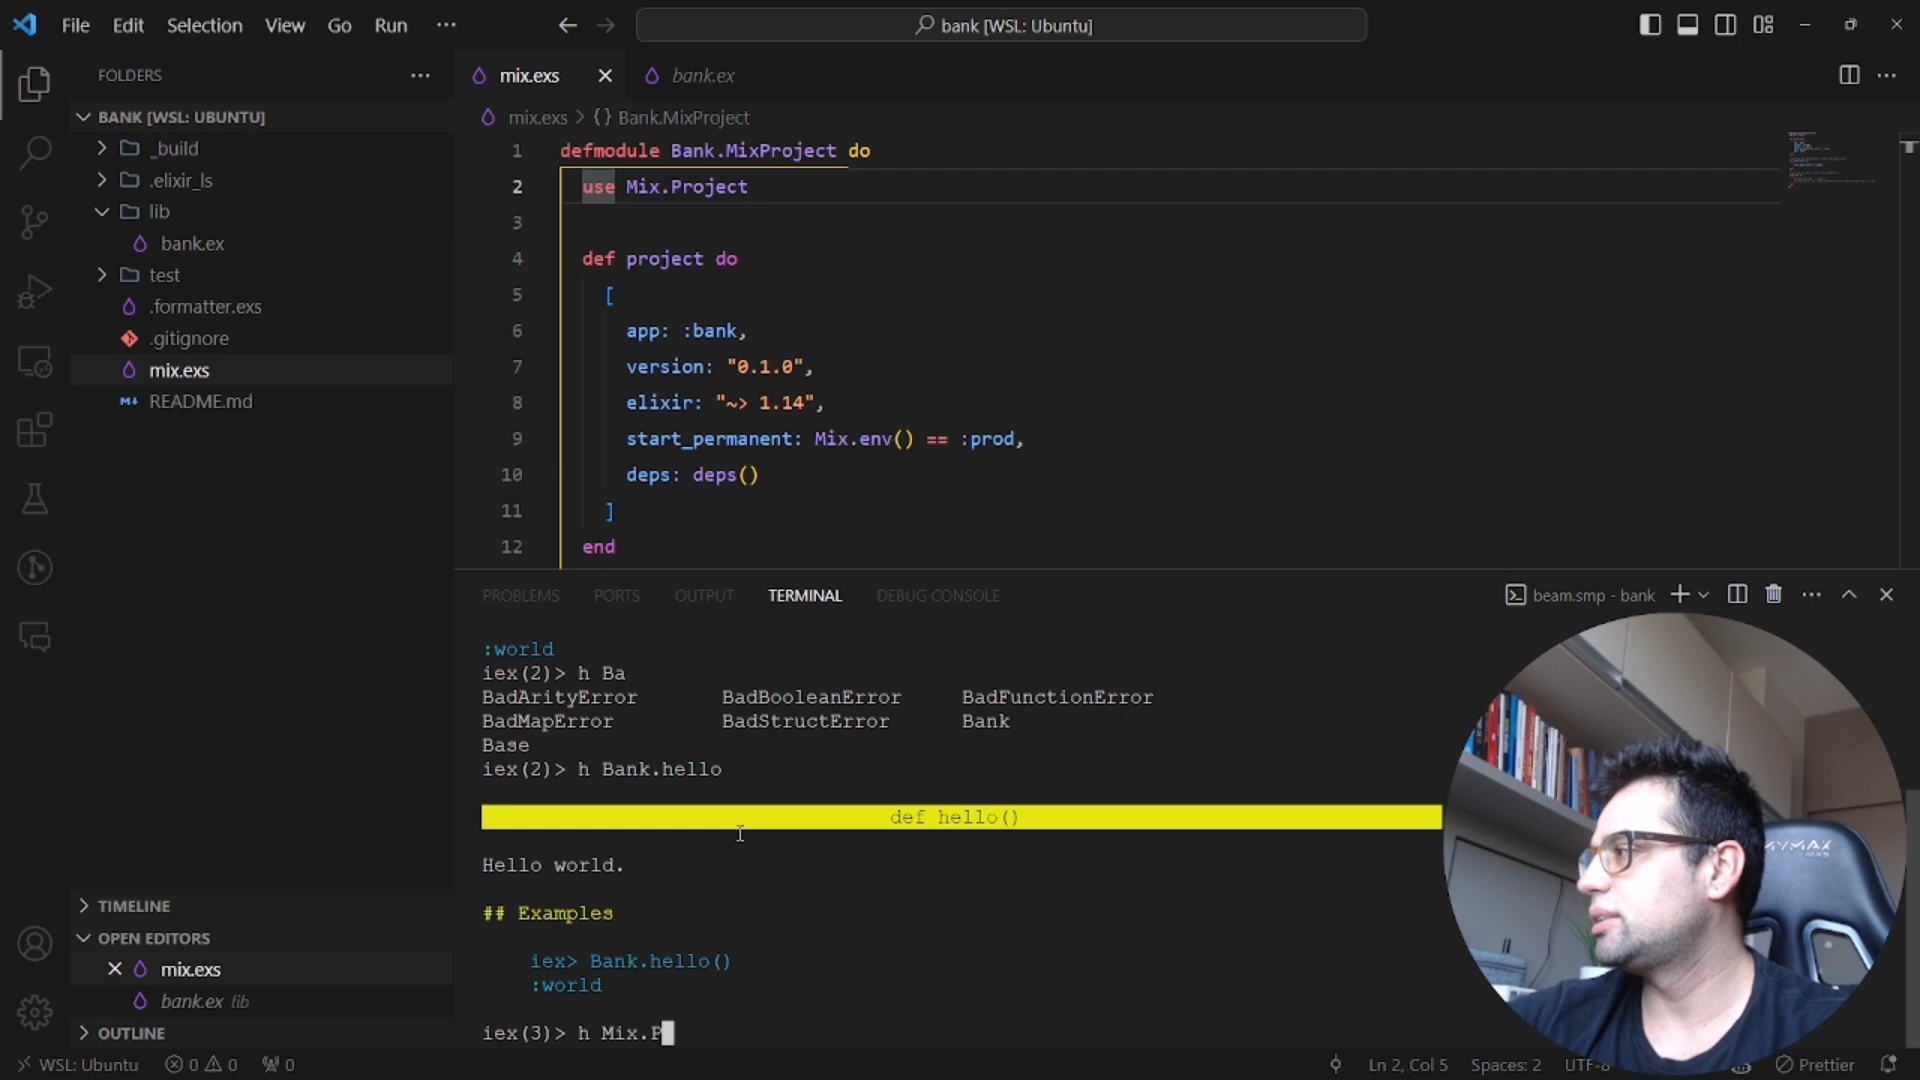 File Edit Selection View Go Run ···
bank [WSL: Ubuntu]
FOLDERS
BANK [WSL: UBUNTU]
_build
.elixir_ls
lib
bank.ex
test
.formatter.exs
.gitignore
mix.exs
README.md
TIMELINE
OPEN EDITORS
mix.exs
bank.ex lib
OUTLINE
mix.exs bank.ex
mix.exs > {} Bank.MixProject
1 defmodule Bank.MixProject do
2 use Mix.Project
3
4 def project do
5 [
6 app: :bank,
7 version: "0.1.0",
8 elixir: "~> 1.14",
9 start_permanent: Mix.env() == :prod,
10 deps: deps()
11 ]
12 end
PROBLEMS PORTS OUTPUT TERMINAL DEBUG CONSOLE
beam.smp - bank
:world
iex(2)> h Ba
BadArityError BadBooleanError BadFunctionError
BadMapError BadStructError Bank
Base
iex(2)> h Bank.hello
def hello()
Hello world.
## Examples
iex> Bank.hello()
:world
iex(3)> h Mix.P
MYMAX
MX5
WSL: Ubuntu 0 0 0
Ln 2, Col 5 Spaces: 2 UTF-8 Prettier